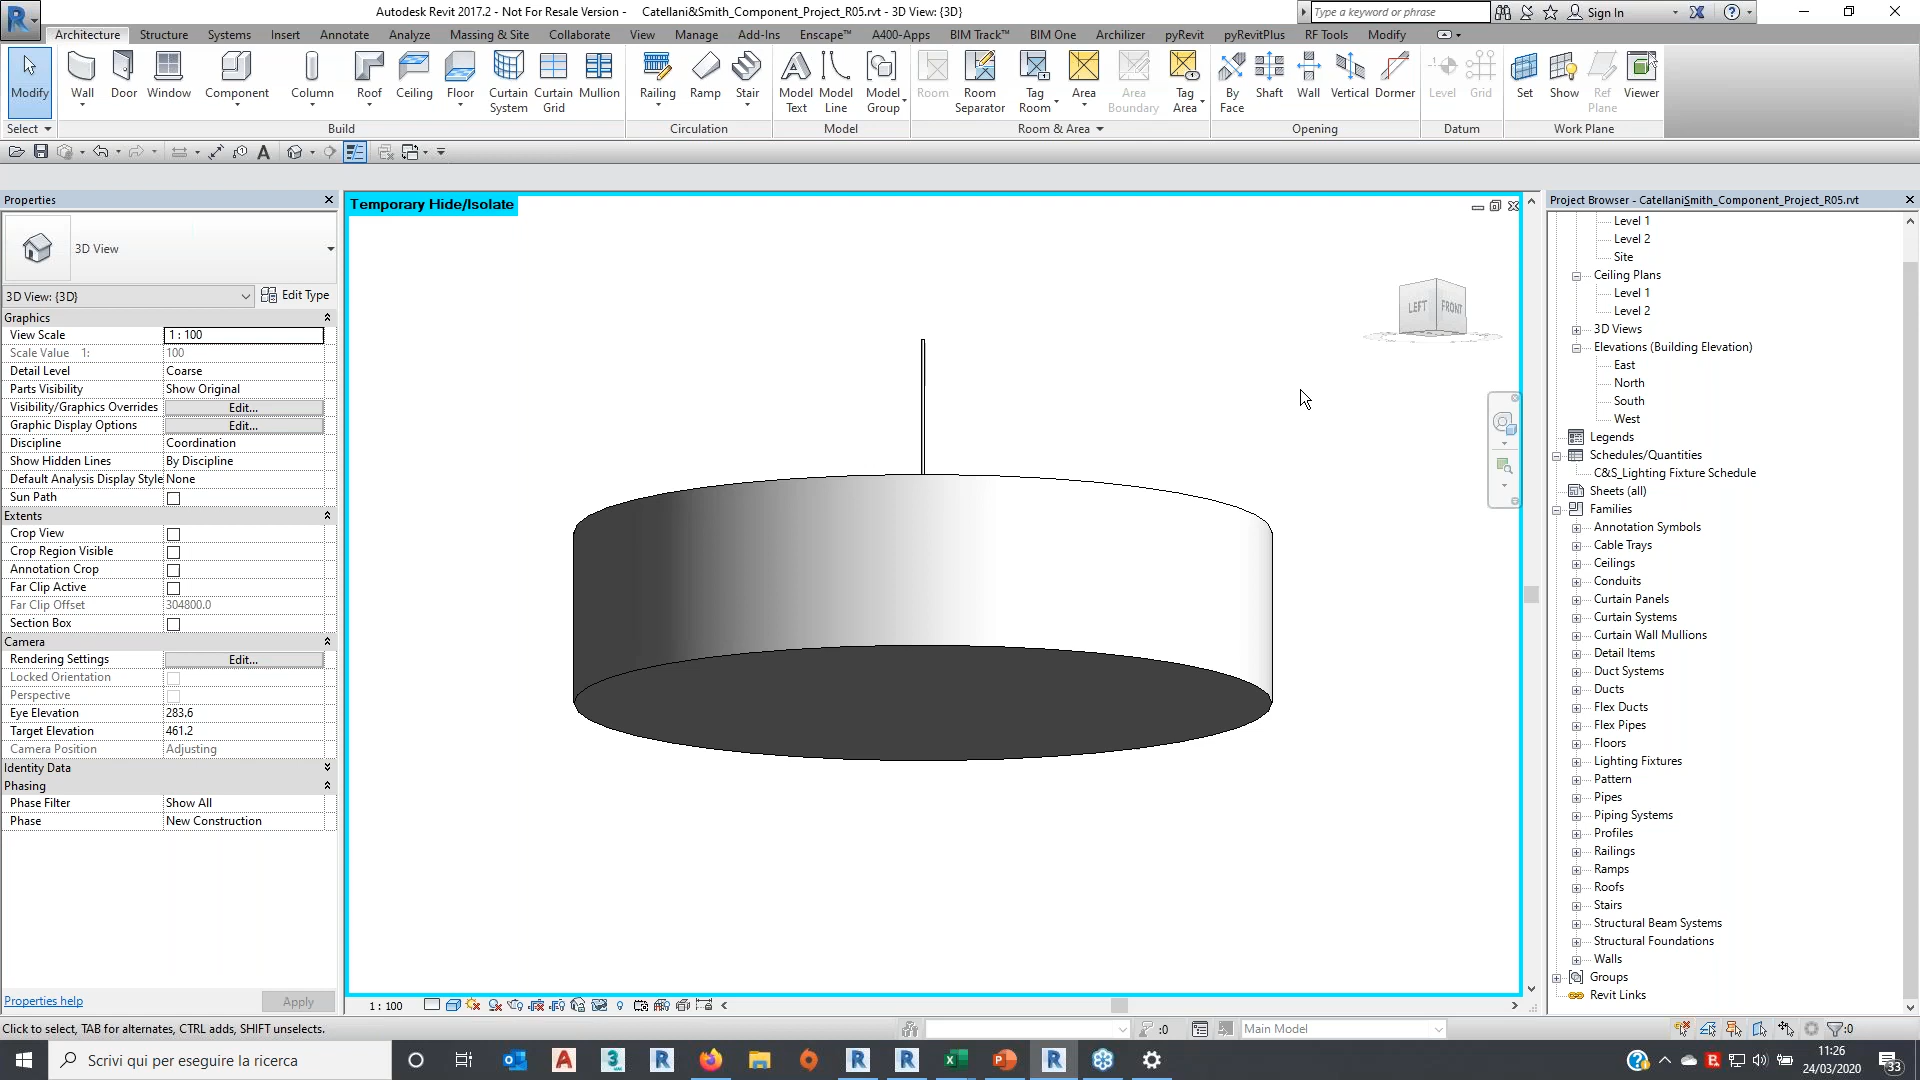 Autodesk Revit 2017.2 - Not For Resale Version - Catellani&Smith_Component_Project_R05.rvt - 3D View: {3D}
Type a keyword or phrase
Sign In
Architecture Structure Systems Insert Annotate Analyze Massing & Site Collaborate View Manage Add-Ins Enscape™ A400-Apps BIM Track™ BIM One Archilizer pyRevit pyRevitPlus RF Tools Modify
Modify Wall Door Window Component Column Roof Ceiling Floor Curtain System Curtain Grid Mullion Railing Ramp Stair Model Text Model Line Model Group Room Room Separator Tag Room Area Area Boundary Tag Area By Face Shaft Wall Vertical Dormer Level Grid Set Show Ref Plane Viewer
Select Build Circulation Model Room & Area Opening Datum Work Plane
Properties
3D View
3D View: {3D} Edit Type
Graphics
View Scale 1 : 100
Scale Value 1: 100
Detail Level Coarse
Parts Visibility Show Original
Visibility/Graphics Overrides Edit...
Graphic Display Options Edit...
Discipline Coordination
Show Hidden Lines By Discipline
Default Analysis Display Style None
Sun Path
Extents
Crop View
Crop Region Visible
Annotation Crop
Far Clip Active
Far Clip Offset 304800.0
Section Box
Camera
Rendering Settings Edit...
Locked Orientation
Perspective
Eye Elevation 283.6
Target Elevation 461.2
Camera Position Adjusting
Identity Data
Phasing
Phase Filter Show All
Phase New Construction
Properties help Apply
Temporary Hide/Isolate
LEFT FRONT
1 : 100
Project Browser - CatellaniSmith_Component_Project_R05.rvt
Level 1
Level 2
Site
Ceiling Plans
Level 1
Level 2
3D Views
Elevations (Building Elevation)
East
North
South
West
Legends
Schedules/Quantities
C&S_Lighting Fixture Schedule
Sheets (all)
Families
Annotation Symbols
Cable Trays
Ceilings
Conduits
Curtain Panels
Curtain Systems
Curtain Wall Mullions
Detail Items
Duct Systems
Ducts
Flex Ducts
Flex Pipes
Floors
Lighting Fixtures
Pattern
Pipes
Piping Systems
Profiles
Railings
Ramps
Roofs
Stairs
Structural Beam Systems
Structural Foundations
Walls
Groups
Revit Links
Click to select, TAB for alternates, CTRL adds, SHIFT unselects.
:0
Main Model
:0
Scrivi qui per eseguire la ricerca
11:26
24/03/2020
33